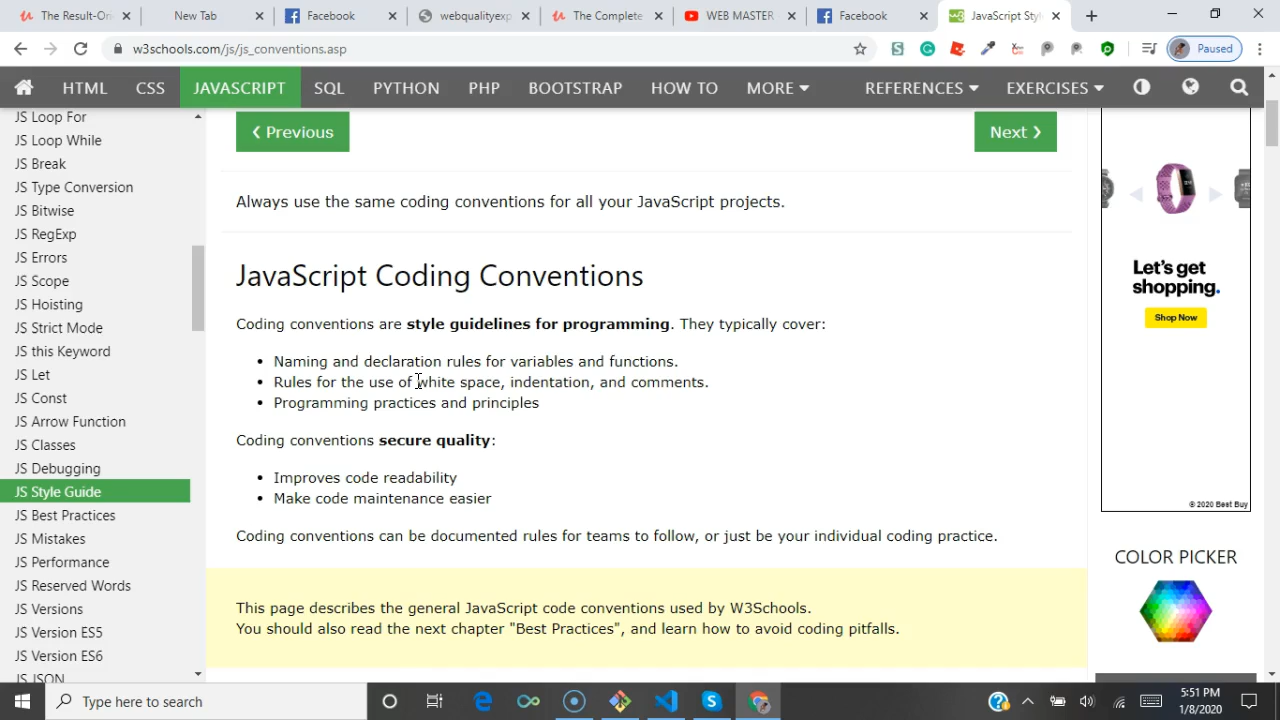 The Result-Ori
New Tab
Facebook
webqualityexp
The Complete
WEB MASTER
Facebook
JavaScript Sty
w3schools.com/js/js_conventions.asp
Paused
HTML
CSS
JAVASCRIPT
SQL
PYTHON
PHP
BOOTSTRAP
HOW TO
MORE
REFERENCES
EXERCISES
JS Loop For
JS Loop While
JS Break
JS Type Conversion
JS Bitwise
JS RegExp
JS Errors
JS Scope
JS Hoisting
JS Strict Mode
JS this Keyword
JS Let
JS Const
JS Arrow Function
JS Classes
JS Debugging
JS Style Guide
JS Best Practices
JS Mistakes
JS Performance
JS Reserved Words
JS Versions
JS Version ES5
JS Version ES6
JS JSON
❮ Previous
Next ❯
Always use the same coding conventions for all your JavaScript projects.
JavaScript Coding Conventions
Coding conventions are style guidelines for programming. They typically cover:
• Naming and declaration rules for variables and functions.
• Rules for the use of white space, indentation, and comments.
• Programming practices and principles
Coding conventions secure quality:
• Improves code readability
• Make code maintenance easier
Coding conventions can be documented rules for teams to follow, or just be your individual coding practice.
This page describes the general JavaScript code conventions used by W3Schools.
You should also read the next chapter "Best Practices", and learn how to avoid coding pitfalls.
Let's get
shopping.
Shop Now
© 2020 Best Buy
COLOR PICKER
Type here to search
5:51 PM
1/8/2020